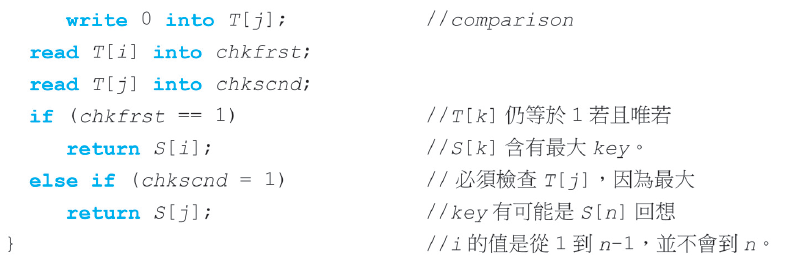 write 0 into T[j]; //comparison
read T[i] into chkfrst;
read T[j] into chkscnd;
if (chkfrst == 1) //T[k] 仍等於 1 若且唯若
return S[i]; //S[k] 含有最大 key。
else if (chkscnd = 1) // 必須檢查 T[j],因為最大
return S[j]; //key 有可能是 S[n] 回想
} //i 的值是從 1 到 n-1,並不會到 n。